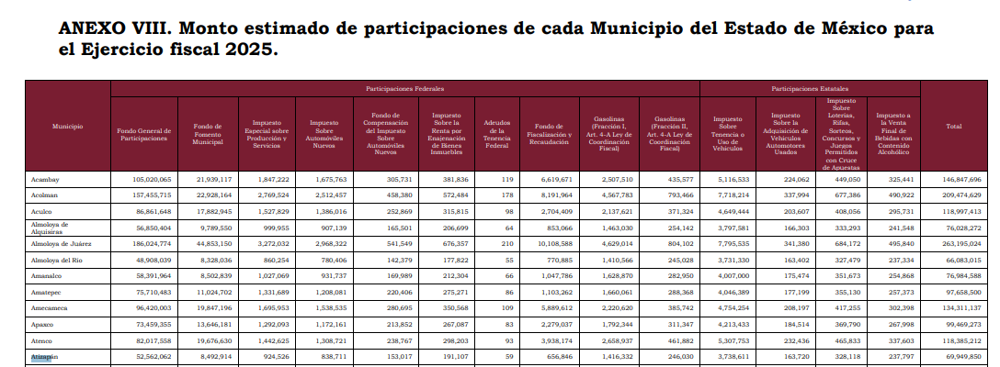 ANEXO VIII. Monto estimado de participaciones de cada Municipio del Estado de México para
el Ejercicio fiscal 2025.
Municipio
Participaciones Federales
Participaciones Estatales
Total
Fondo General de
Participaciones
Fondo de
Fomento
Municipal
Impuesto
Especial sobre
Producción y
Servicios
Impuesto
Sobre
Automóviles
Nuevos
Fondo de
Compensación
del Impuesto
Sobre
Automóviles
Nuevos
Impuesto
Sobre la
Renta por
Enajenación
de Bienes
Inmuebles
Adeudos
de la
Tenencia
Federal
Fondo de
Fiscalización y
Recaudación
Gasolinas
(Fracción I,
Art. 4-A Ley de
Coordinación
Fiscal)
Gasolinas
(Fracción II,
Art. 4-A Ley de
Coordinación
Fiscal)
Impuesto
Sobre
Tenencia o
Uso de
Vehículos
Impuesto
Sobre la
Adquisición de
Vehículos
Automotores
Usados
Impuesto
Sobre
Loterías,
Rifas,
Sorteos,
Concursos y
Juegos
Permitidos
con Cruce
de Apuestas
Impuesto a
la Venta
Final de
Bebidas con
Contenido
Alcohólico
Acambay 105,020,065 21,939,117 1,847,222 1,675,763 305,731 381,836 119 6,619,671 2,507,510 435,577 5,116,533 224,062 449,050 325,441 146,847,696
Acolman 157,455,715 22,928,164 2,769,524 2,512,457 458,380 572,484 178 8,191,964 4,567,783 793,466 7,718,214 337,994 677,386 490,922 209,474,629
Aculco 86,861,648 17,882,945 1,527,829 1,386,016 252,869 315,815 98 2,704,409 2,137,621 371,324 4,649,444 203,607 408,056 295,731 118,997,413
Almoloya de
Alquisiras 56,850,404 9,789,550 999,955 907,139 165,501 206,699 64 853,066 1,463,030 254,142 3,797,581 166,303 333,293 241,548 76,028,272
Almoloya de Juárez 186,024,774 44,853,150 3,272,032 2,968,322 541,549 676,357 210 10,108,588 4,629,014 804,102 7,795,535 341,380 684,172 495,840 263,195,024
Almoloya del Río 48,908,039 8,328,036 860,254 780,406 142,379 177,822 55 770,885 1,410,566 245,028 3,731,330 163,402 327,479 237,334 66,083,015
Amanalco 58,391,964 8,502,839 1,027,069 931,737 169,989 212,304 66 1,047,786 1,628,870 282,950 4,007,000 175,474 351,673 254,868 76,984,588
Amatepec 75,710,483 11,024,702 1,331,689 1,208,081 220,406 275,271 86 1,103,262 1,660,061 288,368 4,046,389 177,199 355,130 257,373 97,658,500
Amecameca 96,420,003 19,847,196 1,695,953 1,538,535 280,695 350,568 109 5,889,612 2,220,620 385,742 4,754,254 208,197 417,255 302,398 134,311,137
Apaxco 73,459,355 13,646,181 1,292,093 1,172,161 213,852 267,087 83 2,279,037 1,792,344 311,347 4,213,433 184,514 369,790 267,998 99,469,273
Atenco 82,017,558 19,676,630 1,442,625 1,308,721 238,767 298,203 93 3,938,174 2,658,937 461,882 5,307,753 232,436 465,833 337,603 118,385,212
Atizapán 52,562,062 8,492,914 924,526 838,711 153,017 191,107 59 656,846 1,416,332 246,030 3,738,611 163,720 328,118 237,797 69,949,850